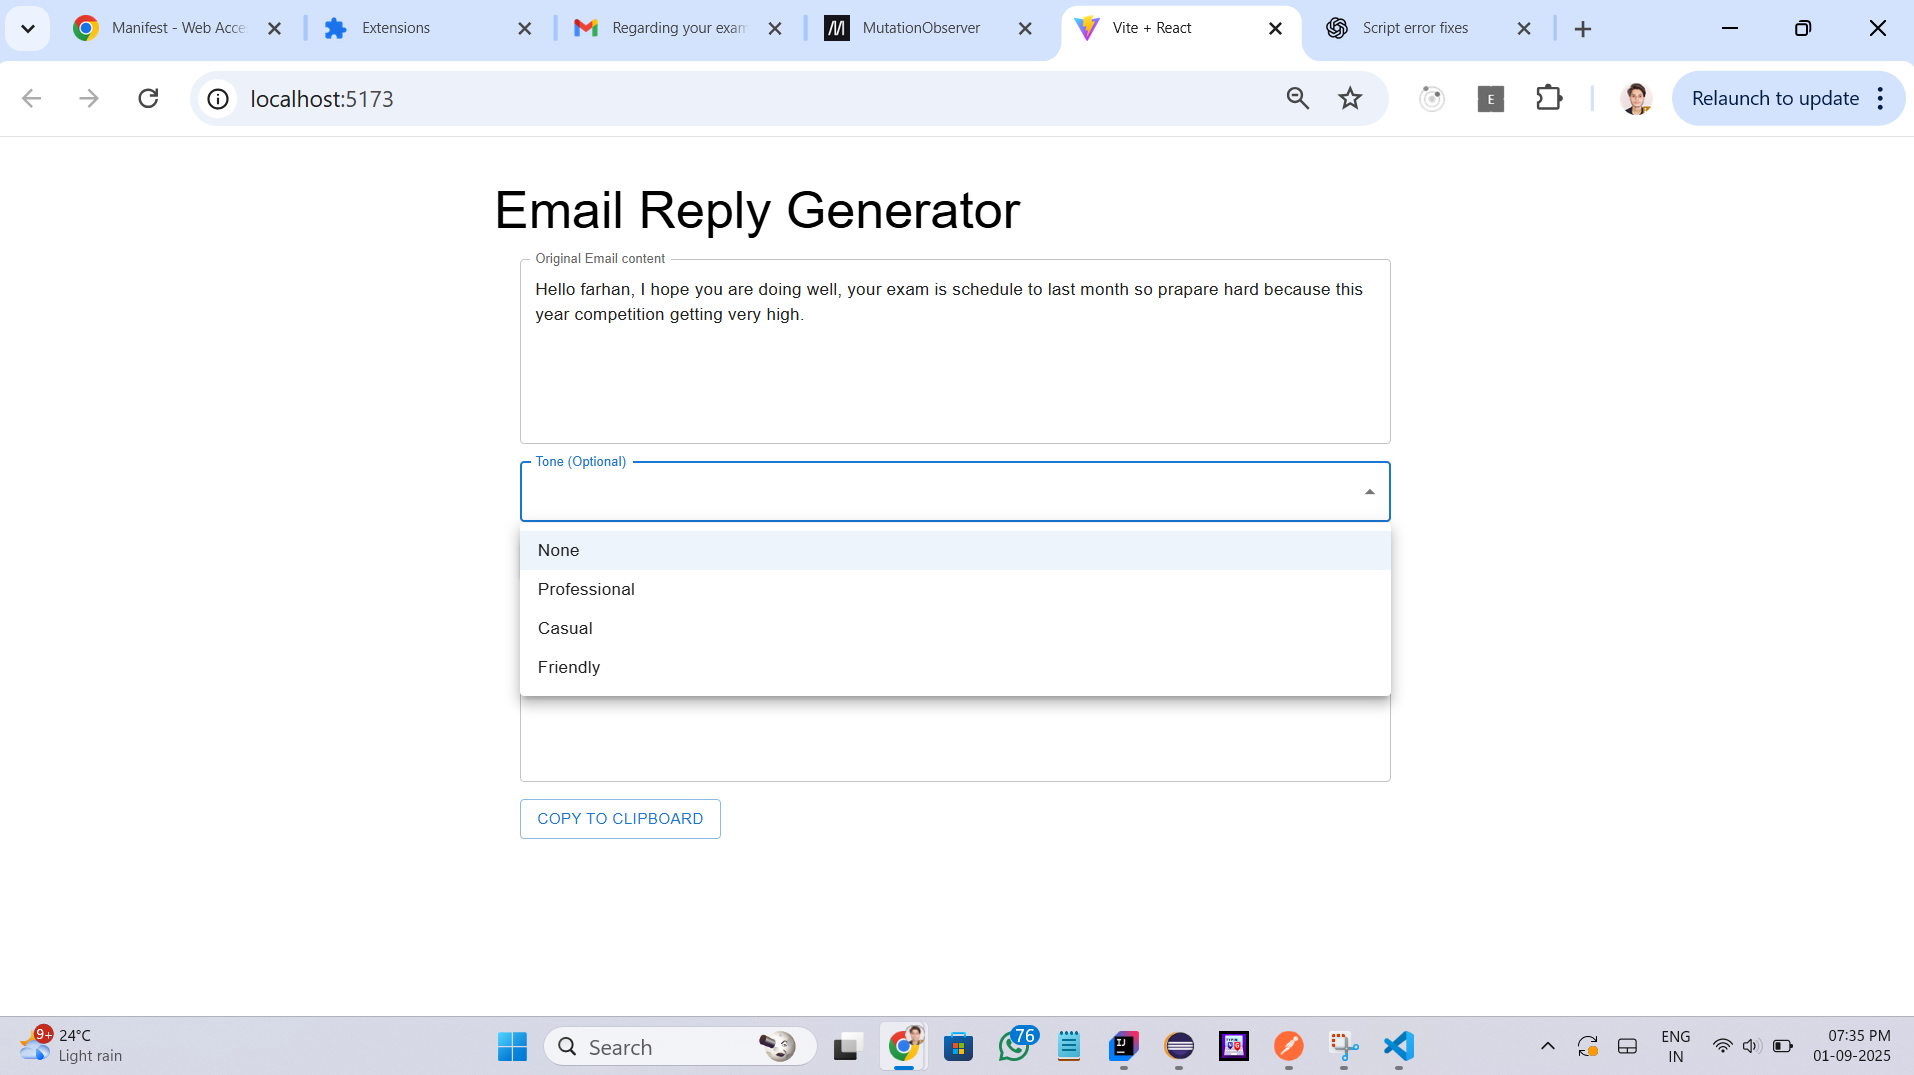 Manifest - Web Acce
Extensions
Regarding your exam
MutationObserver
Vite + React
Script error fixes
localhost:5173
E
Relaunch to update
Email Reply Generator
Original Email content
Hello farhan, I hope you are doing well, your exam is schedule to last month so prapare hard because this
year competition getting very high.
Tone (Optional)
None
Professional
Casual
Friendly
COPY TO CLIPBOARD
9+
24°C
Light rain
Search
76
IJ
ENG
IN
07:35 PM
01-09-2025